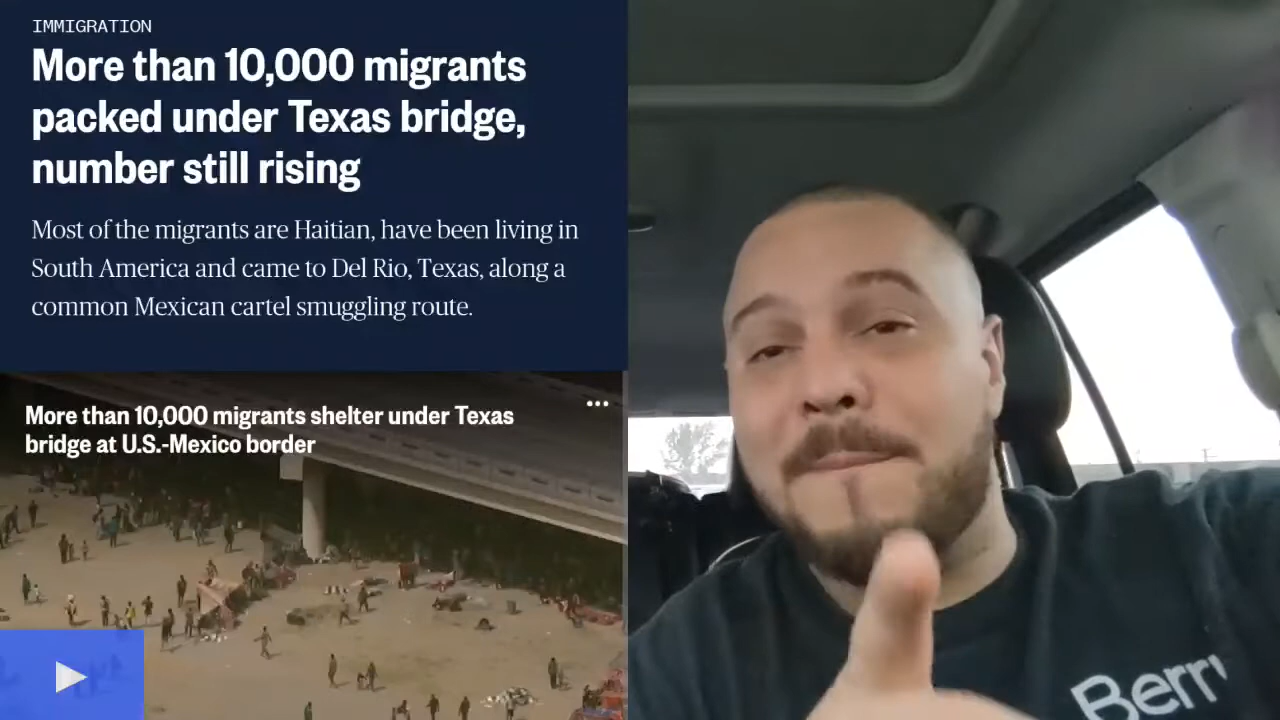 IMMIGRATION
More than 10,000 migrants
packed under Texas bridge,
number still rising
Most of the migrants are Haitian, have been living in
South America and came to Del Rio, Texas, along a
common Mexican cartel smuggling route.
More than 10,000 migrants shelter under Texas
bridge at U.S.-Mexico border